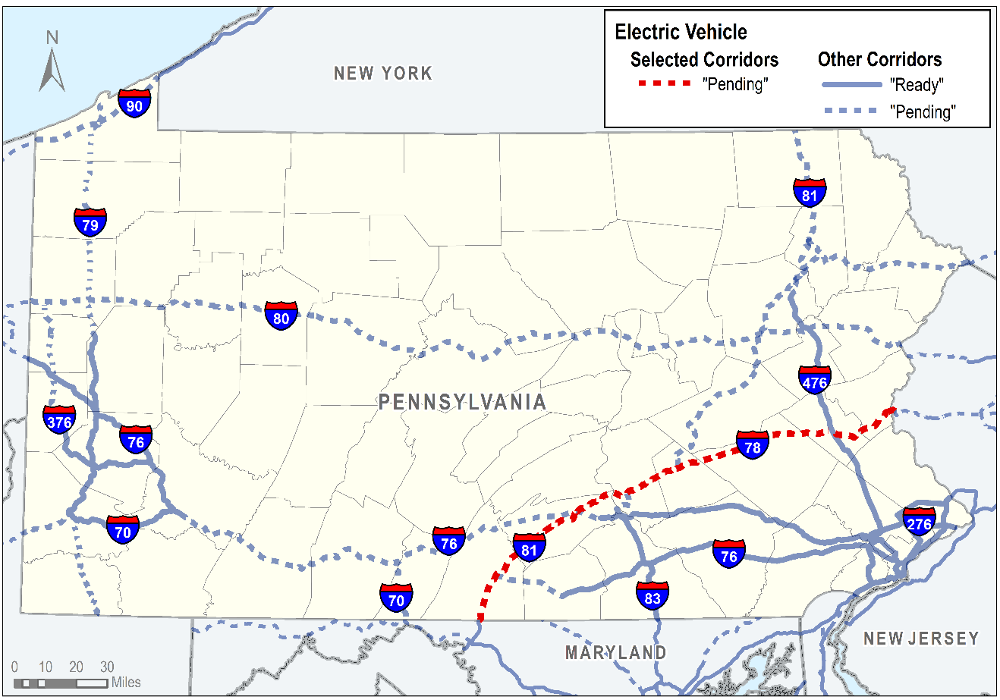 N
NEW YORK
Electric Vehicle
Selected Corridors
"Pending"
Other Corridors
"Ready"
"Pending"
90
81
79
80
476
376
76
78
70
76
81
276
76
70
83
PENNSYLVANIA
MARYLAND
NEW JERSEY
0 10 20 30
Miles